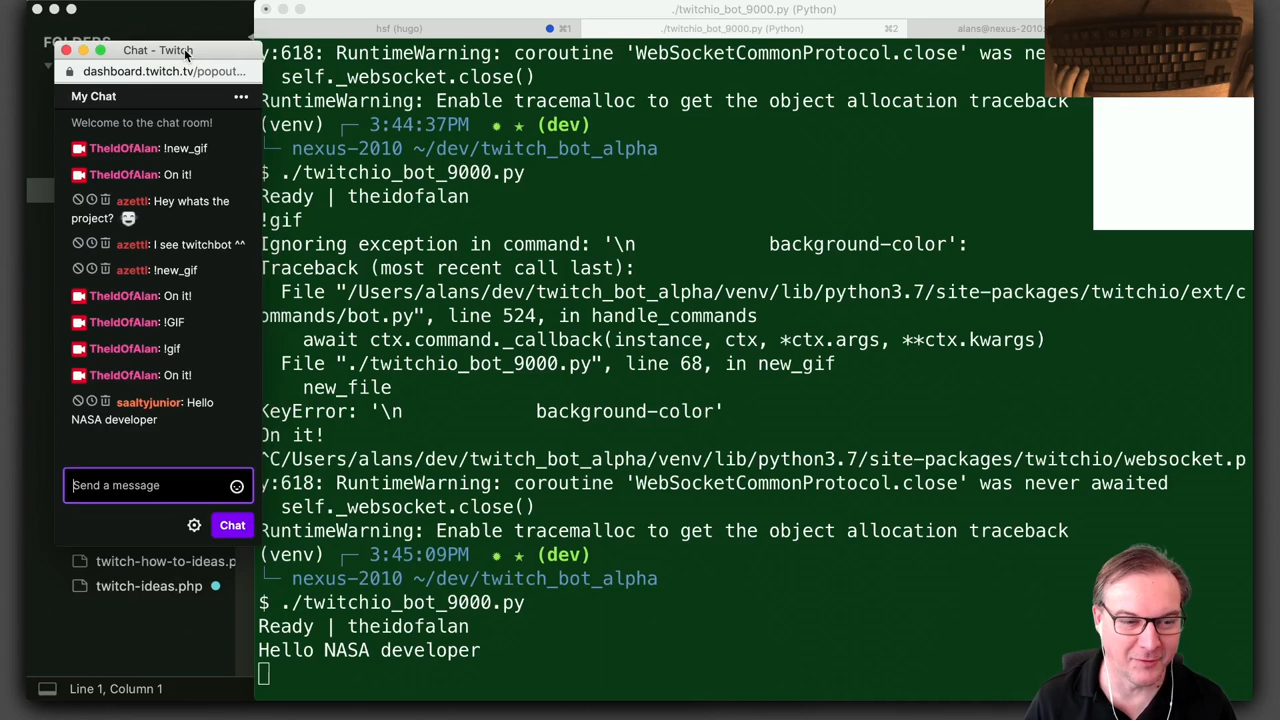 ./twitchio_bot_9000.py (Python)
hsf (hugo)
⌘1
./twitchio_bot_9000.py (Python)
⌘2
alans@nexus-2010:
FOLDERS
Chat - Twitch
dashboard.twitch.tv/popout...
My Chat
Welcome to the chat room!
TheIdOfAlan: !new_gif
TheIdOfAlan: On it!
azettl: Hey whats the
project?
azettl: I see twitchbot ^^
azettl: !new_gif
TheIdOfAlan: On it!
TheIdOfAlan: !GIF
TheIdOfAlan: !gif
TheIdOfAlan: On it!
saaltyjunior: Hello
NASA developer
Send a message
Chat
twitch-how-to-ideas.p
twitch-ideas.php
Line 1, Column 1
y:618: RuntimeWarning: coroutine 'WebSocketCommonProtocol.close' was ne
self._websocket.close()
RuntimeWarning: Enable tracemalloc to get the object allocation traceback
(venv) ┌─ 3:44:37PM ✹ ★ (dev)
└─ nexus-2010 ~/dev/twitch_bot_alpha
$ ./twitchio_bot_9000.py
Ready | theidofalan
!gif
Ignoring exception in command: '\n background-color':
Traceback (most recent call last):
File "/Users/alans/dev/twitch_bot_alpha/venv/lib/python3.7/site-packages/twitchio/ext/c
ommands/bot.py", line 524, in handle_commands
await ctx.command._callback(instance, ctx, *ctx.args, **ctx.kwargs)
File "./twitchio_bot_9000.py", line 68, in new_gif
new_file
KeyError: '\n background-color'
On it!
^C/Users/alans/dev/twitch_bot_alpha/venv/lib/python3.7/site-packages/twitchio/websocket.p
y:618: RuntimeWarning: coroutine 'WebSocketCommonProtocol.close' was never awaited
self._websocket.close()
RuntimeWarning: Enable tracemalloc to get the object allocation traceback
(venv) ┌─ 3:45:09PM ✹ ★ (dev)
└─ nexus-2010 ~/dev/twitch_bot_alpha
$ ./twitchio_bot_9000.py
Ready | theidofalan
Hello NASA developer